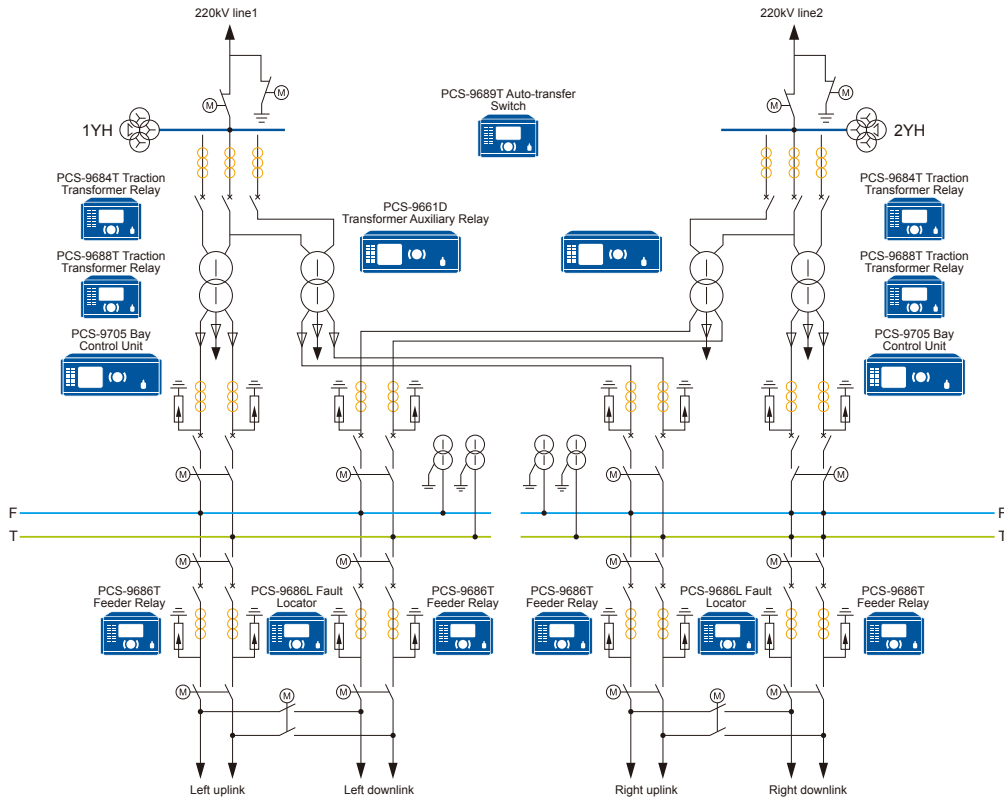 220kV line1
220kV line2
M
M
M
M
PCS-9689T Auto-transfer
Switch
1YH
2YH
PCS-9684T Traction
Transformer Relay
PCS-9661D
Transformer Auxiliary Relay
PCS-9684T Traction
Transformer Relay
PCS-9688T Traction
Transformer Relay
PCS-9688T Traction
Transformer Relay
PCS-9705 Bay
Control Unit
PCS-9705 Bay
Control Unit
M
M
M
M
F
F
T
T
M
M
M
M
PCS-9686T
Feeder Relay
PCS-9686L Fault
Locator
PCS-9686T
Feeder Relay
PCS-9686T
Feeder Relay
PCS-9686L Fault
Locator
PCS-9686T
Feeder Relay
M
M
M
M
M
M
Left uplink
Left downlink
Right uplink
Right downlink